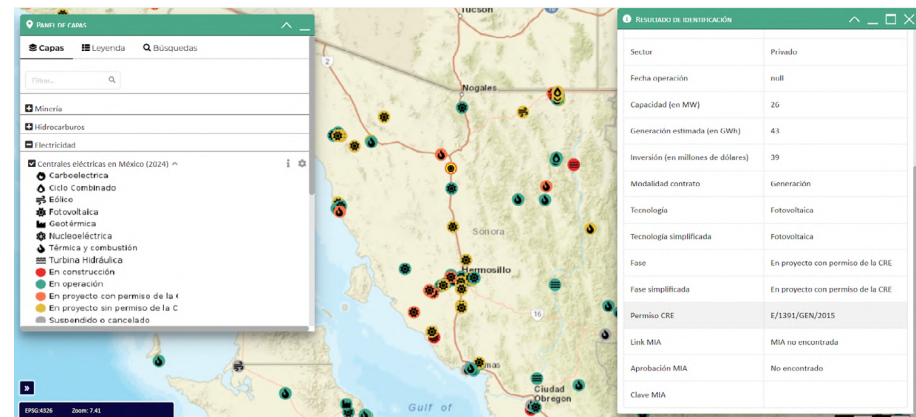 PANEL DE CAPAS
Capas Leyenda Búsquedas
Filtrar...
Minería
Hidrocarburos
Electricidad
Centrales eléctricas en México (2024)
Carboelectrica
Ciclo Combinado
Eólico
Fotovoltaica
Geotérmica
Nucleoeléctrica
Térmica y combustión
Turbina Hidráulica
En construcción
En operación
En proyecto con permiso de la (
En proyecto sin permiso de la C
Suspendido o cancelado
»
EPSG:4326 Zoom: 7.41
Tucson
2
Nogales
Sonora
Hermosillo
16
Ciudad
Obregon
Gulf of
RESULTADO DE IDENTIFICACIÓN
Sector Privado
Fecha operación null
Capacidad (en MW) 26
Generación estimada (en GWh) 43
Inversión (en millones de dólares) 39
Modalidad contrato Generación
Tecnología Fotovoltaica
Tecnología simplificada Fotovoltaica
Fase En proyecto con permiso de la CRE
Fase simplificada En proyecto con permiso de la CRE
Permiso CRE E/1391/GEN/2015
Link MIA MIA no encontrada
Aprobación MIA No encontrado
Clave MIA